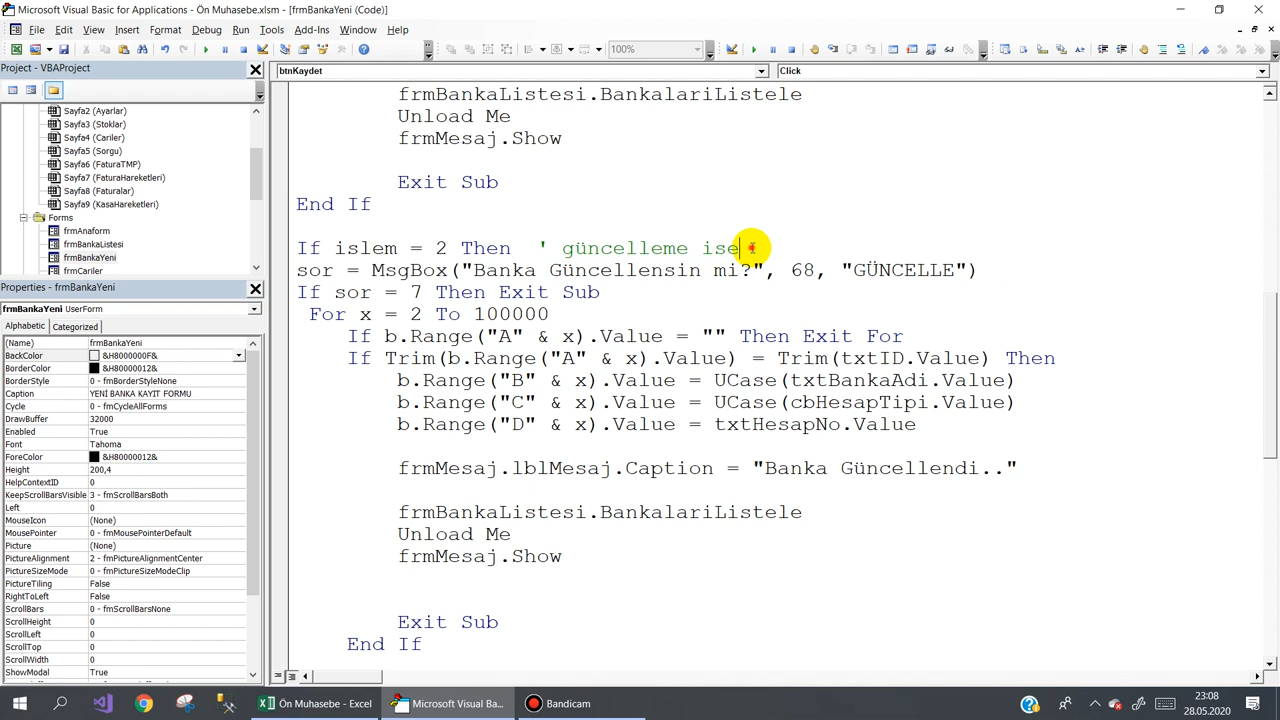 Microsoft Visual Basic for Applications - Ön Muhasebe.xlsm - [frmBankaYeni (Code)]
File Edit View Insert Format Debug Run Tools Add-Ins Window Help
100%
Project - VBAProject
btnKaydet
Click
Sayfa2 (Ayarlar)
Sayfa3 (Stoklar)
Sayfa4 (Cariler)
Sayfa5 (Sorgu)
Sayfa6 (FaturaTMP)
Sayfa7 (FaturaHareketleri)
Sayfa8 (Faturalar)
Sayfa9 (KasaHareketleri)
Forms
frmAnaform
frmBankaListesi
frmBankaYeni
frmCariler
Properties - frmBankaYeni
frmBankaYeni UserForm
Alphabetic Categorized
(Name) frmBankaYeni
BackColor &H8000000F&
BorderColor &H80000012&
BorderStyle 0 - fmBorderStyleNone
Caption YENI BANKA KAYIT FORMU
Cycle 0 - fmCycleAllForms
DrawBuffer 32000
Enabled True
Font Tahoma
ForeColor &H80000012&
Height 200,4
HelpContextID 0
KeepScrollBarsVisible 3 - fmScrollBarsBoth
Left 0
MouseIcon (None)
MousePointer 0 - fmMousePointerDefault
Picture (None)
PictureAlignment 2 - fmPictureAlignmentCenter
PictureSizeMode 0 - fmPictureSizeModeClip
PictureTiling False
RightToLeft False
ScrollBars 0 - fmScrollBarsNone
ScrollHeight 0
ScrollLeft 0
ScrollTop 0
ScrollWidth 0
ShowModal True
frmBankaListesi.BankalariListele
Unload Me
frmMesaj.Show
Exit Sub
End If
If islem = 2 Then ' güncelleme ise
sor = MsgBox("Banka Güncellensin mi?", 68, "GÜNCELLE")
If sor = 7 Then Exit Sub
For x = 2 To 100000
If b.Range("A" & x).Value = "" Then Exit For
If Trim(b.Range("A" & x).Value) = Trim(txtID.Value) Then
b.Range("B" & x).Value = UCase(txtBankaAdi.Value)
b.Range("C" & x).Value = UCase(cbHesapTipi.Value)
b.Range("D" & x).Value = txtHesapNo.Value
frmMesaj.lblMesaj.Caption = "Banka Güncellendi.."
frmBankaListesi.BankalariListele
Unload Me
frmMesaj.Show
Exit Sub
End If
Ön Muhasebe - Excel
Microsoft Visual Ba...
Bandicam
23:08
28.05.2020